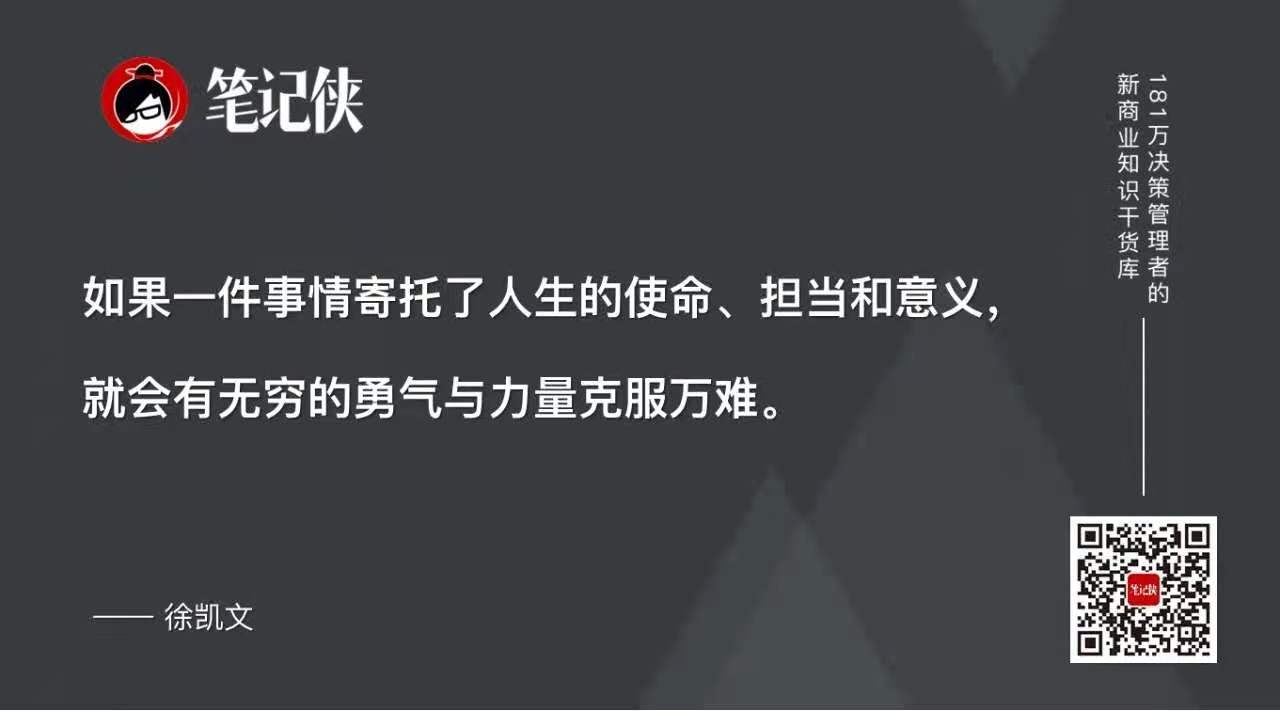 笔记侠
181万决策管理者的
新商业知识干货库
如果一件事情寄托了人生的使命、担当和意义，
就会有无穷的勇气与力量克服万难。
—— 徐凯文
笔记侠